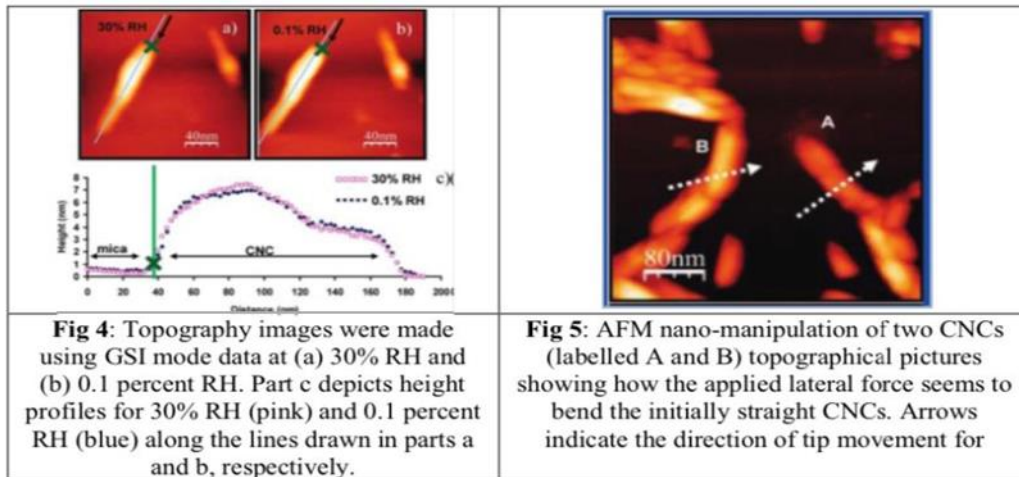 30% RH
a)
40nm
0.1% RH
b)
40nm
Height (nm)
8
7
6
5
4
3
2
1
0
30% RH
0.1% RH
c)
mica
CNC
0 20 40 60 80 100 120 140 160 180 200
Distance (nm)
Fig 4: Topography images were made
using GSI mode data at (a) 30% RH and
(b) 0.1 percent RH. Part c depicts height
profiles for 30% RH (pink) and 0.1 percent
RH (blue) along the lines drawn in parts a
and b, respectively.
A
B
80nm
Fig 5: AFM nano-manipulation of two CNCs
(labelled A and B) topographical pictures
showing how the applied lateral force seems to
bend the initially straight CNCs. Arrows
indicate the direction of tip movement for